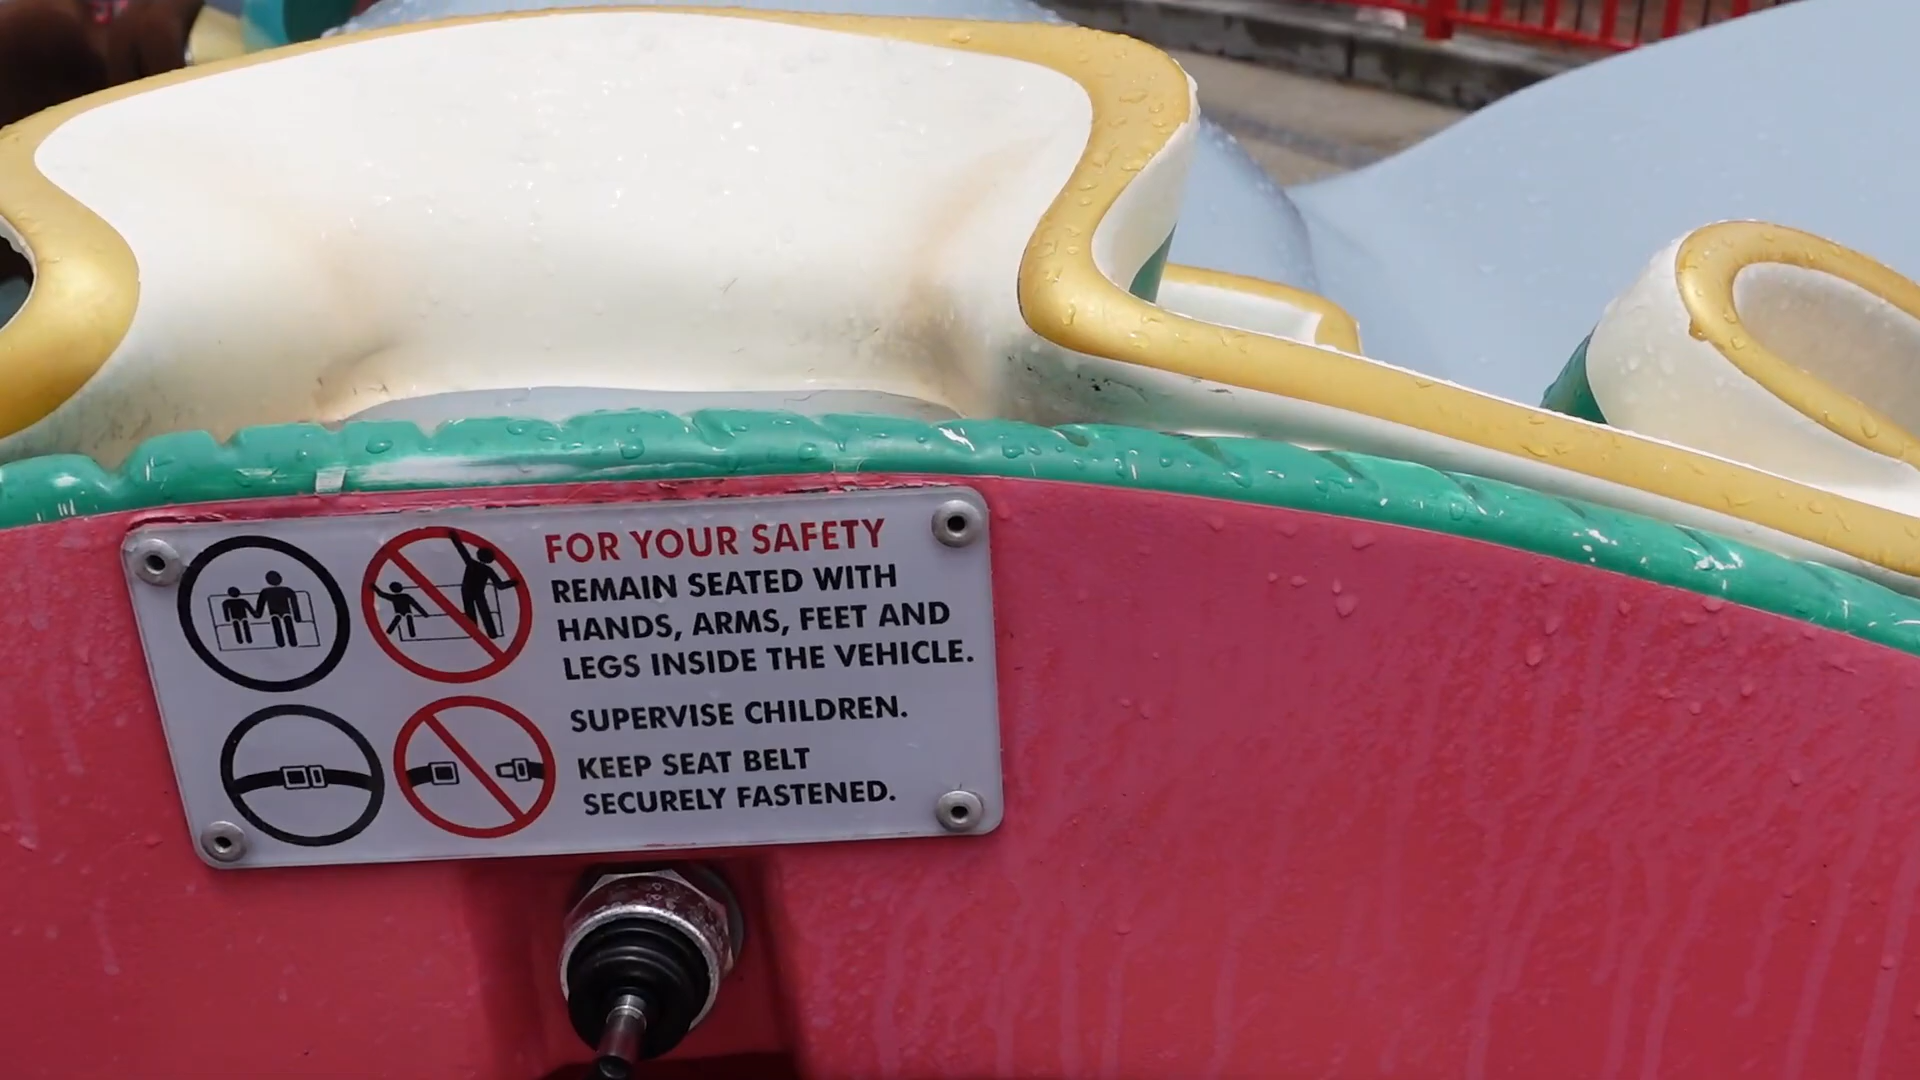 FOR YOUR SAFETY
REMAIN SEATED WITH
HANDS, ARMS, FEET AND
LEGS INSIDE THE VEHICLE.
SUPERVISE CHILDREN.
KEEP SEAT BELT
SECURELY FASTENED.